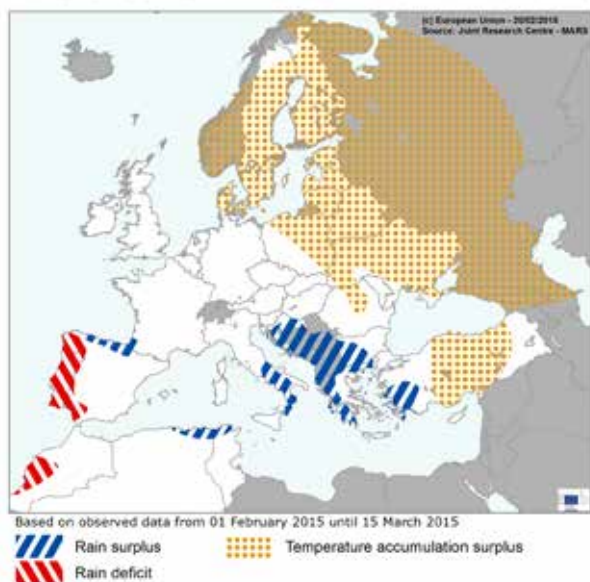 (c) European Union - 20/03/2015
Source: Joint Research Centre - MARS
Based on observed data from 01 February 2015 until 15 March 2015
Rain surplus
Temperature accumulation surplus
Rain deficit